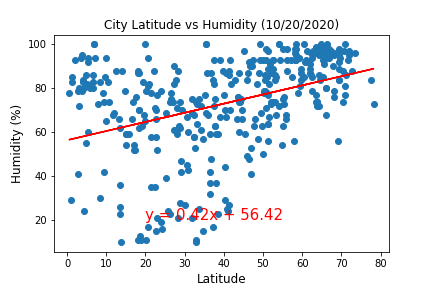 City Latitude vs Humidity (10/20/2020)
100
80
60
40
20
Humidity (%)
y = 0.42x + 56.42
0 10 20 30 40 50 60 70 80
Latitude